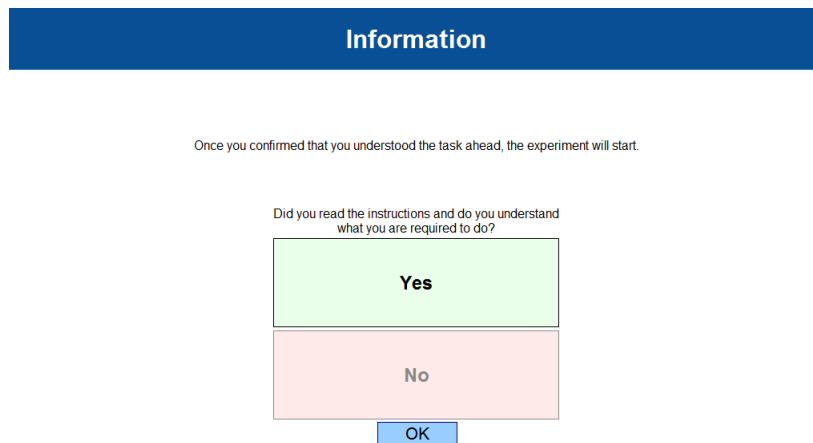 Information
Once you confirmed that you understood the task ahead, the experiment will start.
Did you read the instructions and do you understand
what you are required to do?
Yes
No
OK